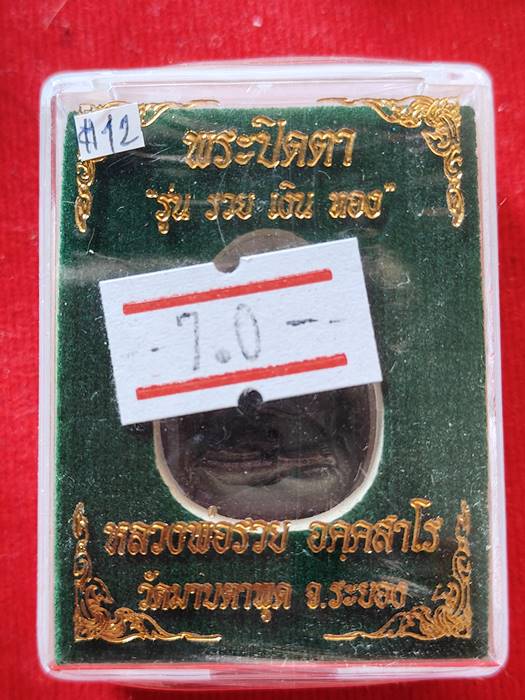 #12
พระปิดตา
"รุ่น รวย เงิน ทอง"
-7.0--
หลวงพ่อรวย อคฺคสาโร
วัดมาบตาพุด จ.ระยอง